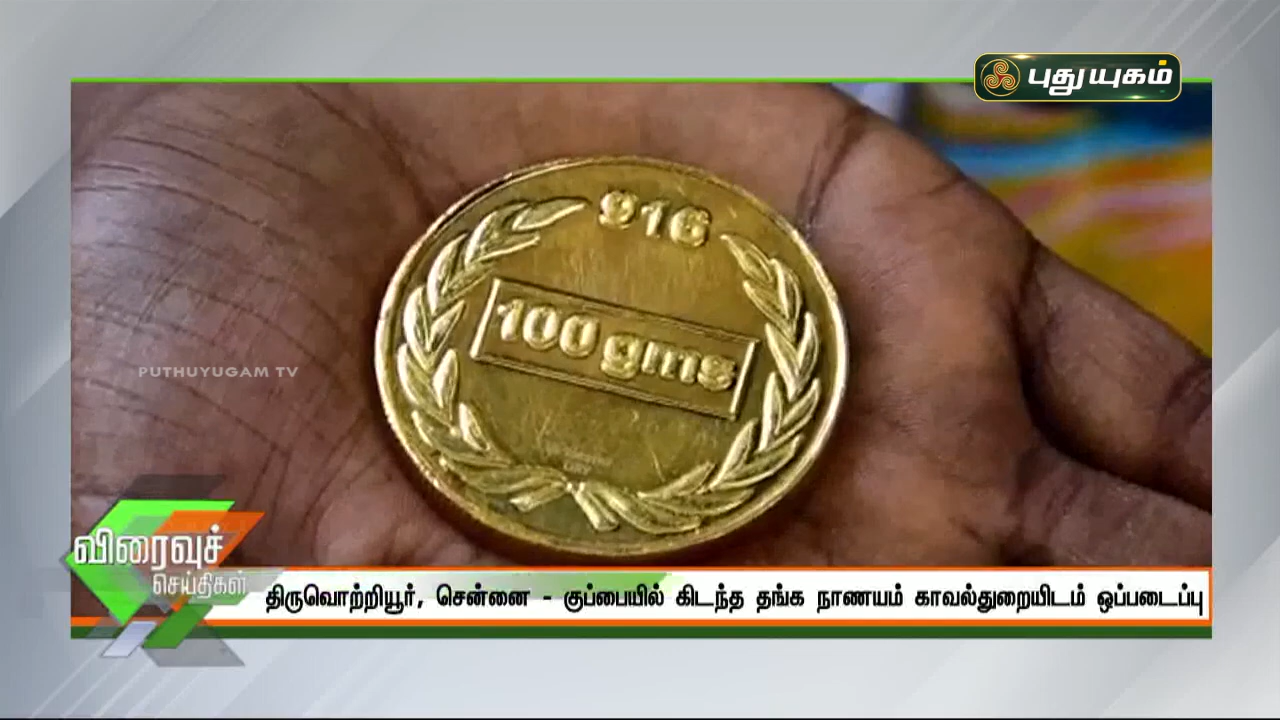 புதுயுகம்
916
100 gms
PUTHUYUGAM TV
விரைவுச்
செய்திகள்
திருவொற்றியூர், சென்னை - குப்பையில் கிடந்த தங்க நாணயம் காவல்துறையிடம் ஒப்படைப்பு